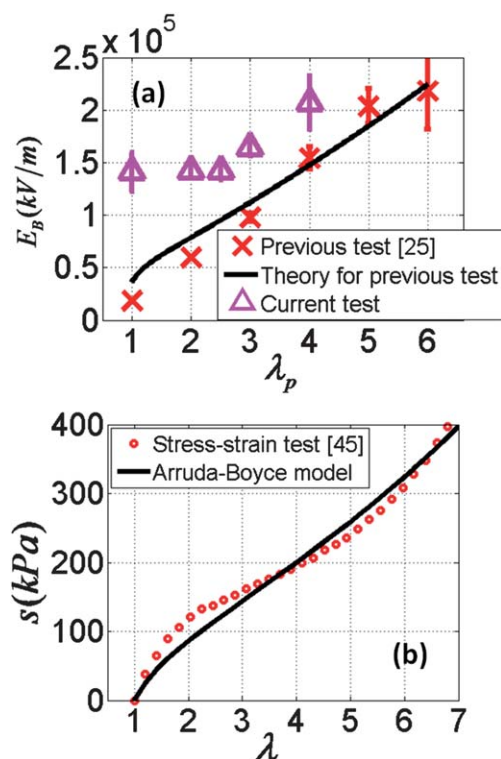 × 10⁵
2.5
(a)
2
1.5
1
0.5
0
E_B (kV/m)
Previous test [25]
Theory for previous test
Current test
1 2 3 4 5 6
λ_p
400
Stress-strain test [45]
Arruda-Boyce model
300
200
100
0
s(kPa)
(b)
1 2 3 4 5 6 7
λ